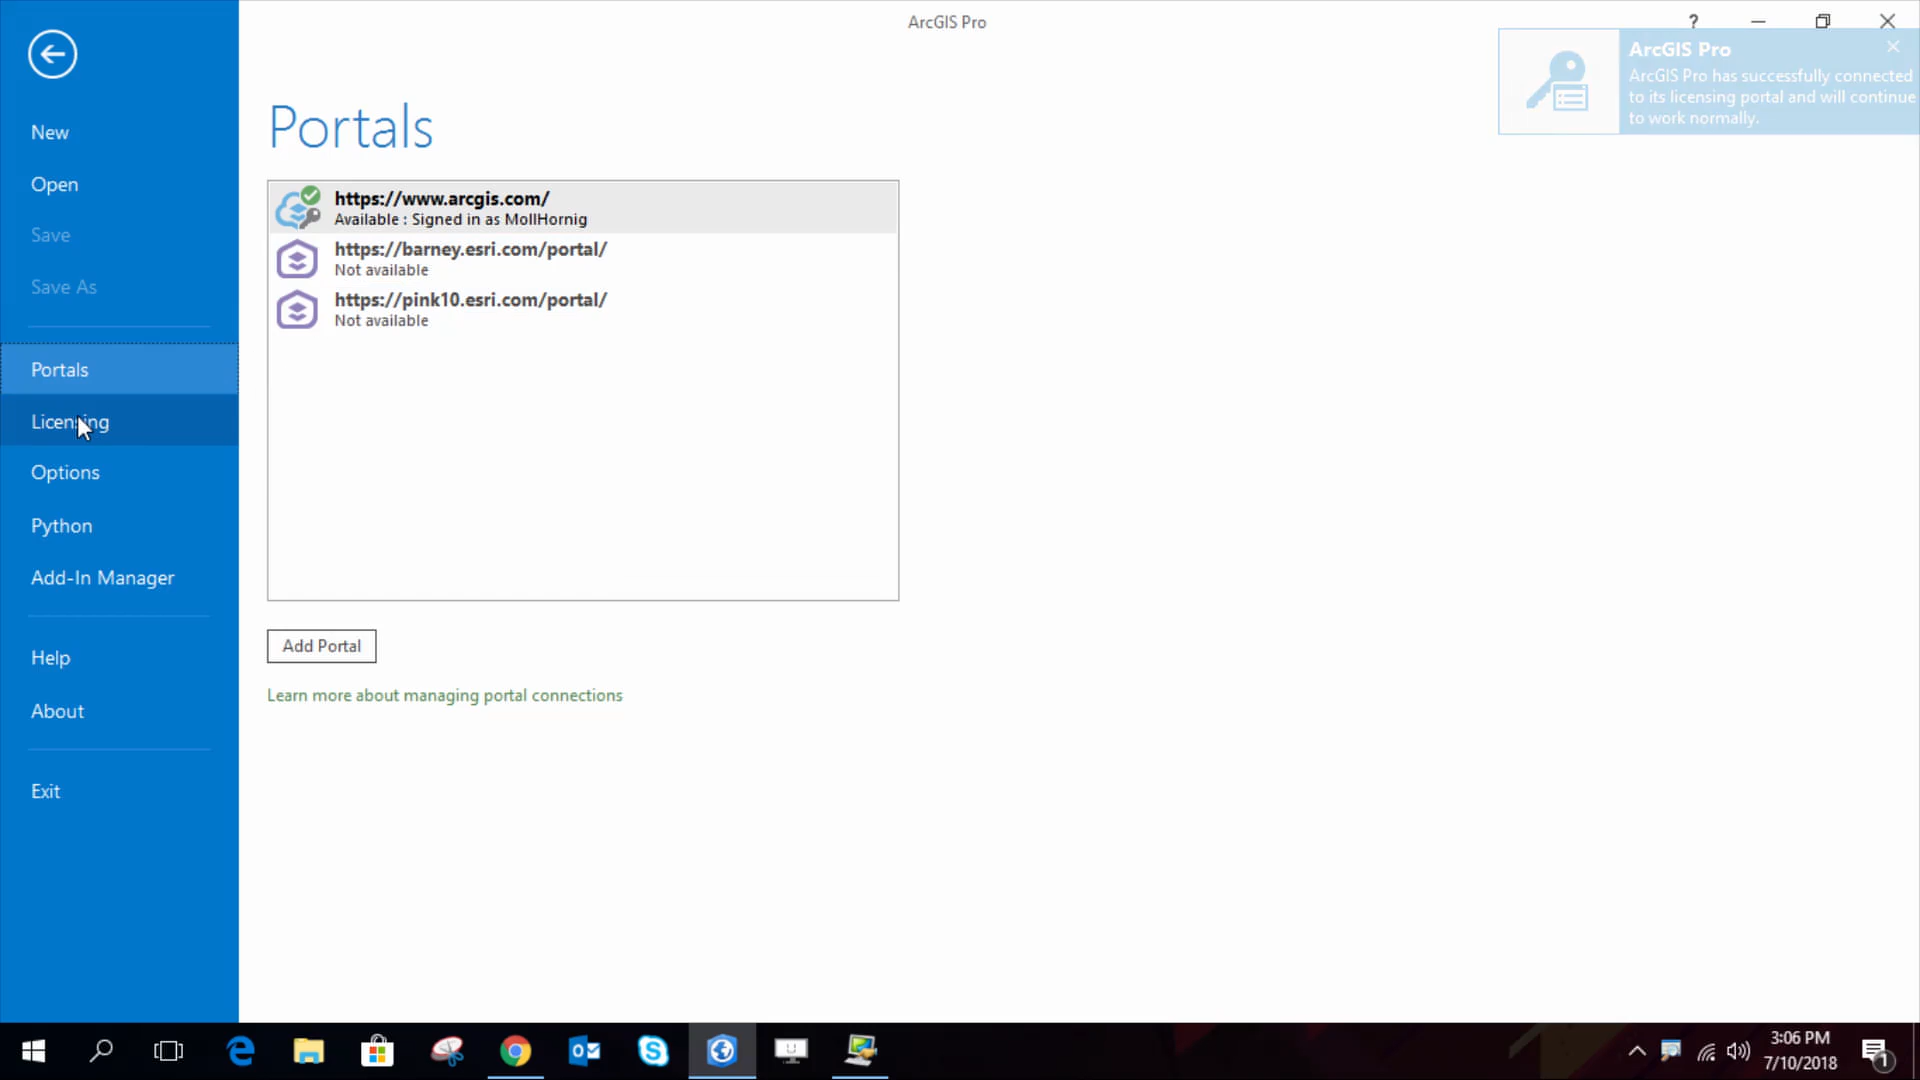 ArcGIS Pro
?
ArcGIS Pro
ArcGIS Pro has successfully connected
to its licensing portal and will continue
to work normally.
New
Open
Save
Save As
Portals
Licensing
Options
Python
Add-In Manager
Help
About
Exit
Portals
https://www.arcgis.com/
Available : Signed in as MollHornig
https://barney.esri.com/portal/
Not available
https://pink10.esri.com/portal/
Not available
Add Portal
Learn more about managing portal connections
3:06 PM
7/10/2018
1